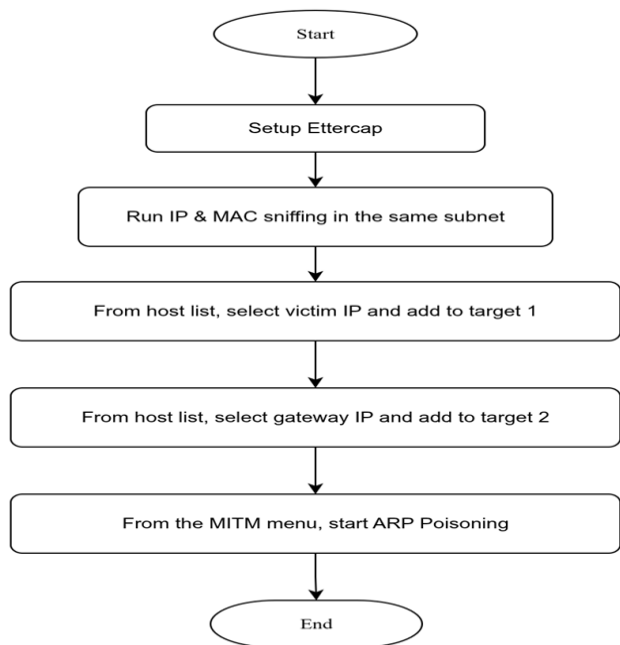 Start
Setup Ettercap
Run IP & MAC sniffing in the same subnet
From host list, select victim IP and add to target 1
From host list, select gateway IP and add to target 2
From the MITM menu, start ARP Poisoning
End